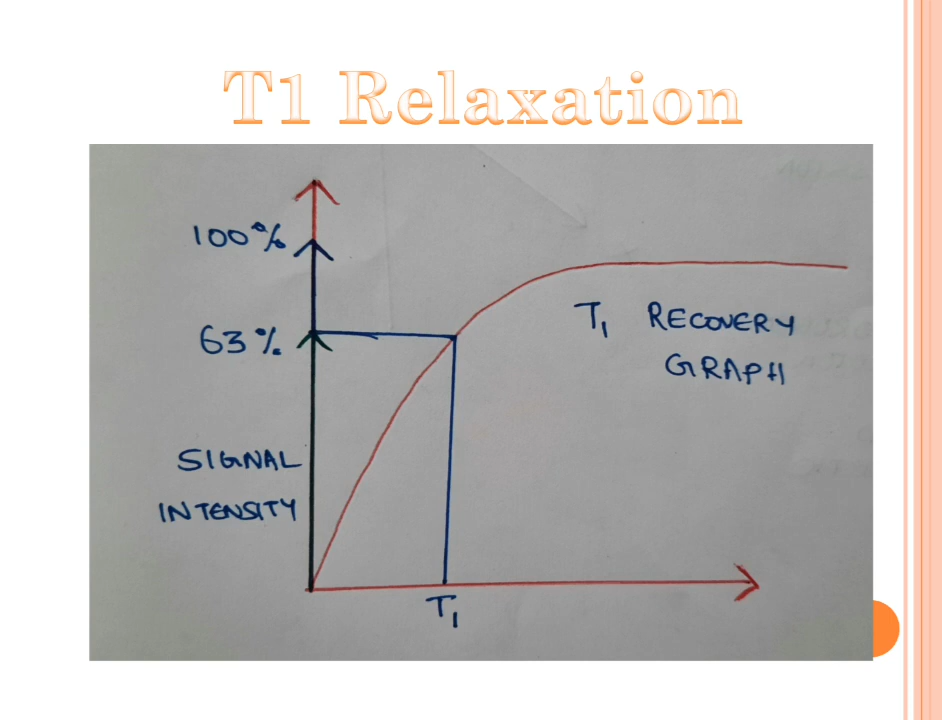 T1 Relaxation
100%
63%
T1 RECOVERY
GRAPH
SIGNAL
INTENSITY
T1